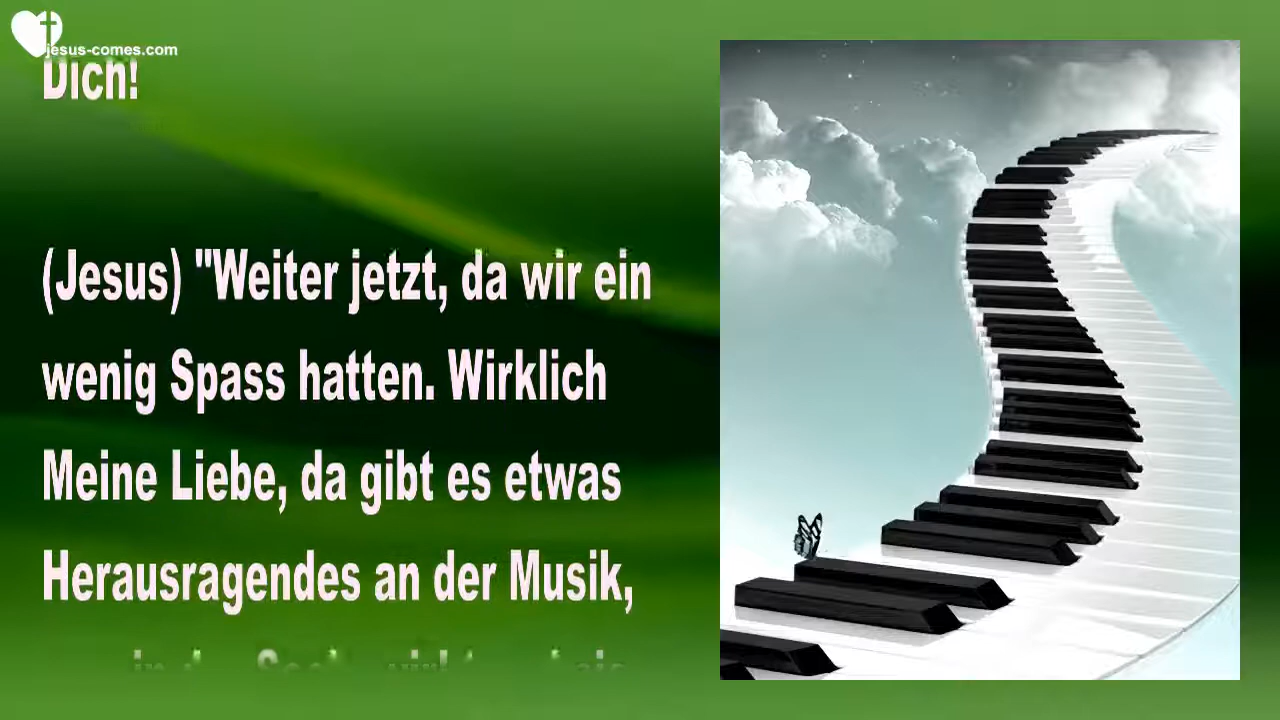 jesus-comes.com
Dich!
(Jesus) "Weiter jetzt, da wir ein
wenig Spass hatten. Wirklich
Meine Liebe, da gibt es etwas
Herausragendes an der Musik,